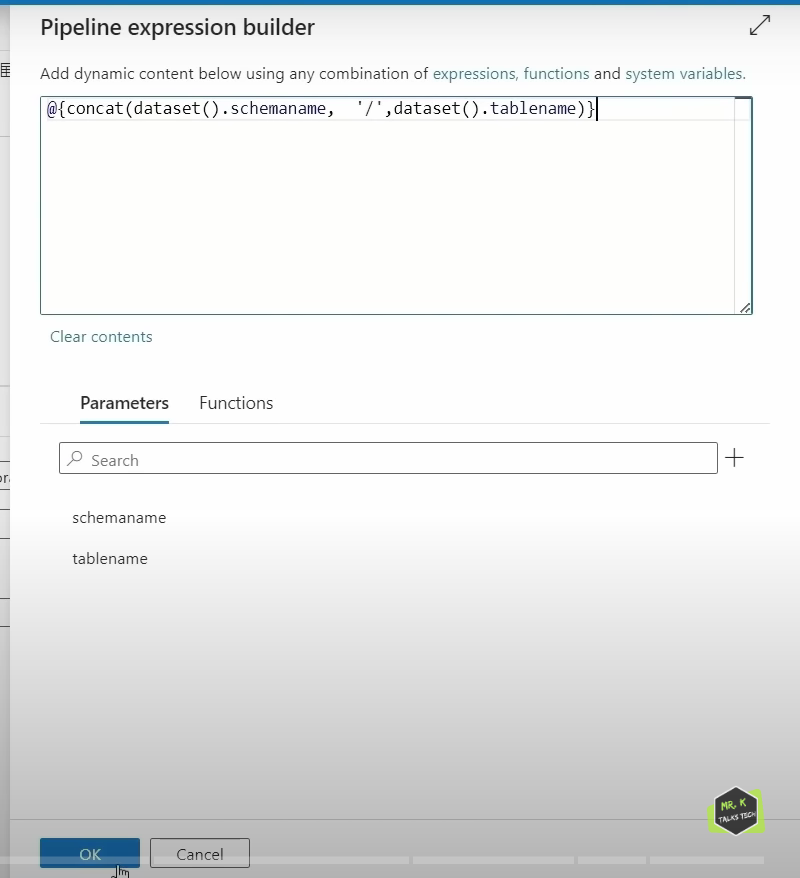 Pipeline expression builder
Add dynamic content below using any combination of expressions, functions and system variables.
@{concat(dataset().schemaname,  '/',dataset().tablename)}
Clear contents
Parameters Functions
Search
schemaname
tablename
MR. K
TALKS TECH
OK Cancel